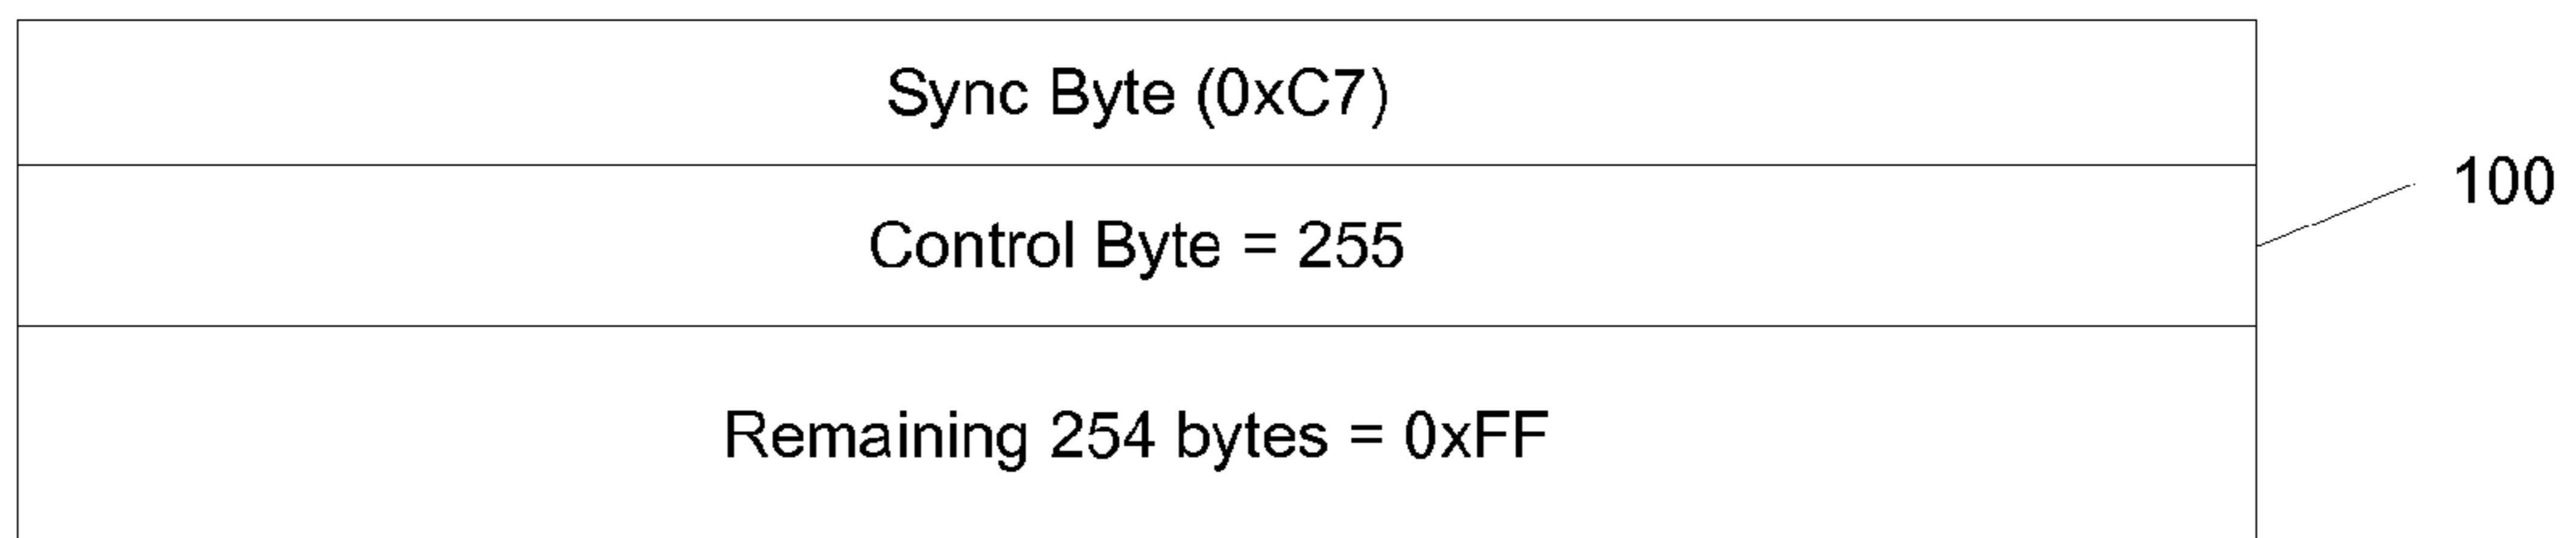 Sync Byte (0xC7)
100
Control Byte = 255
Remaining 254 bytes = 0xFF